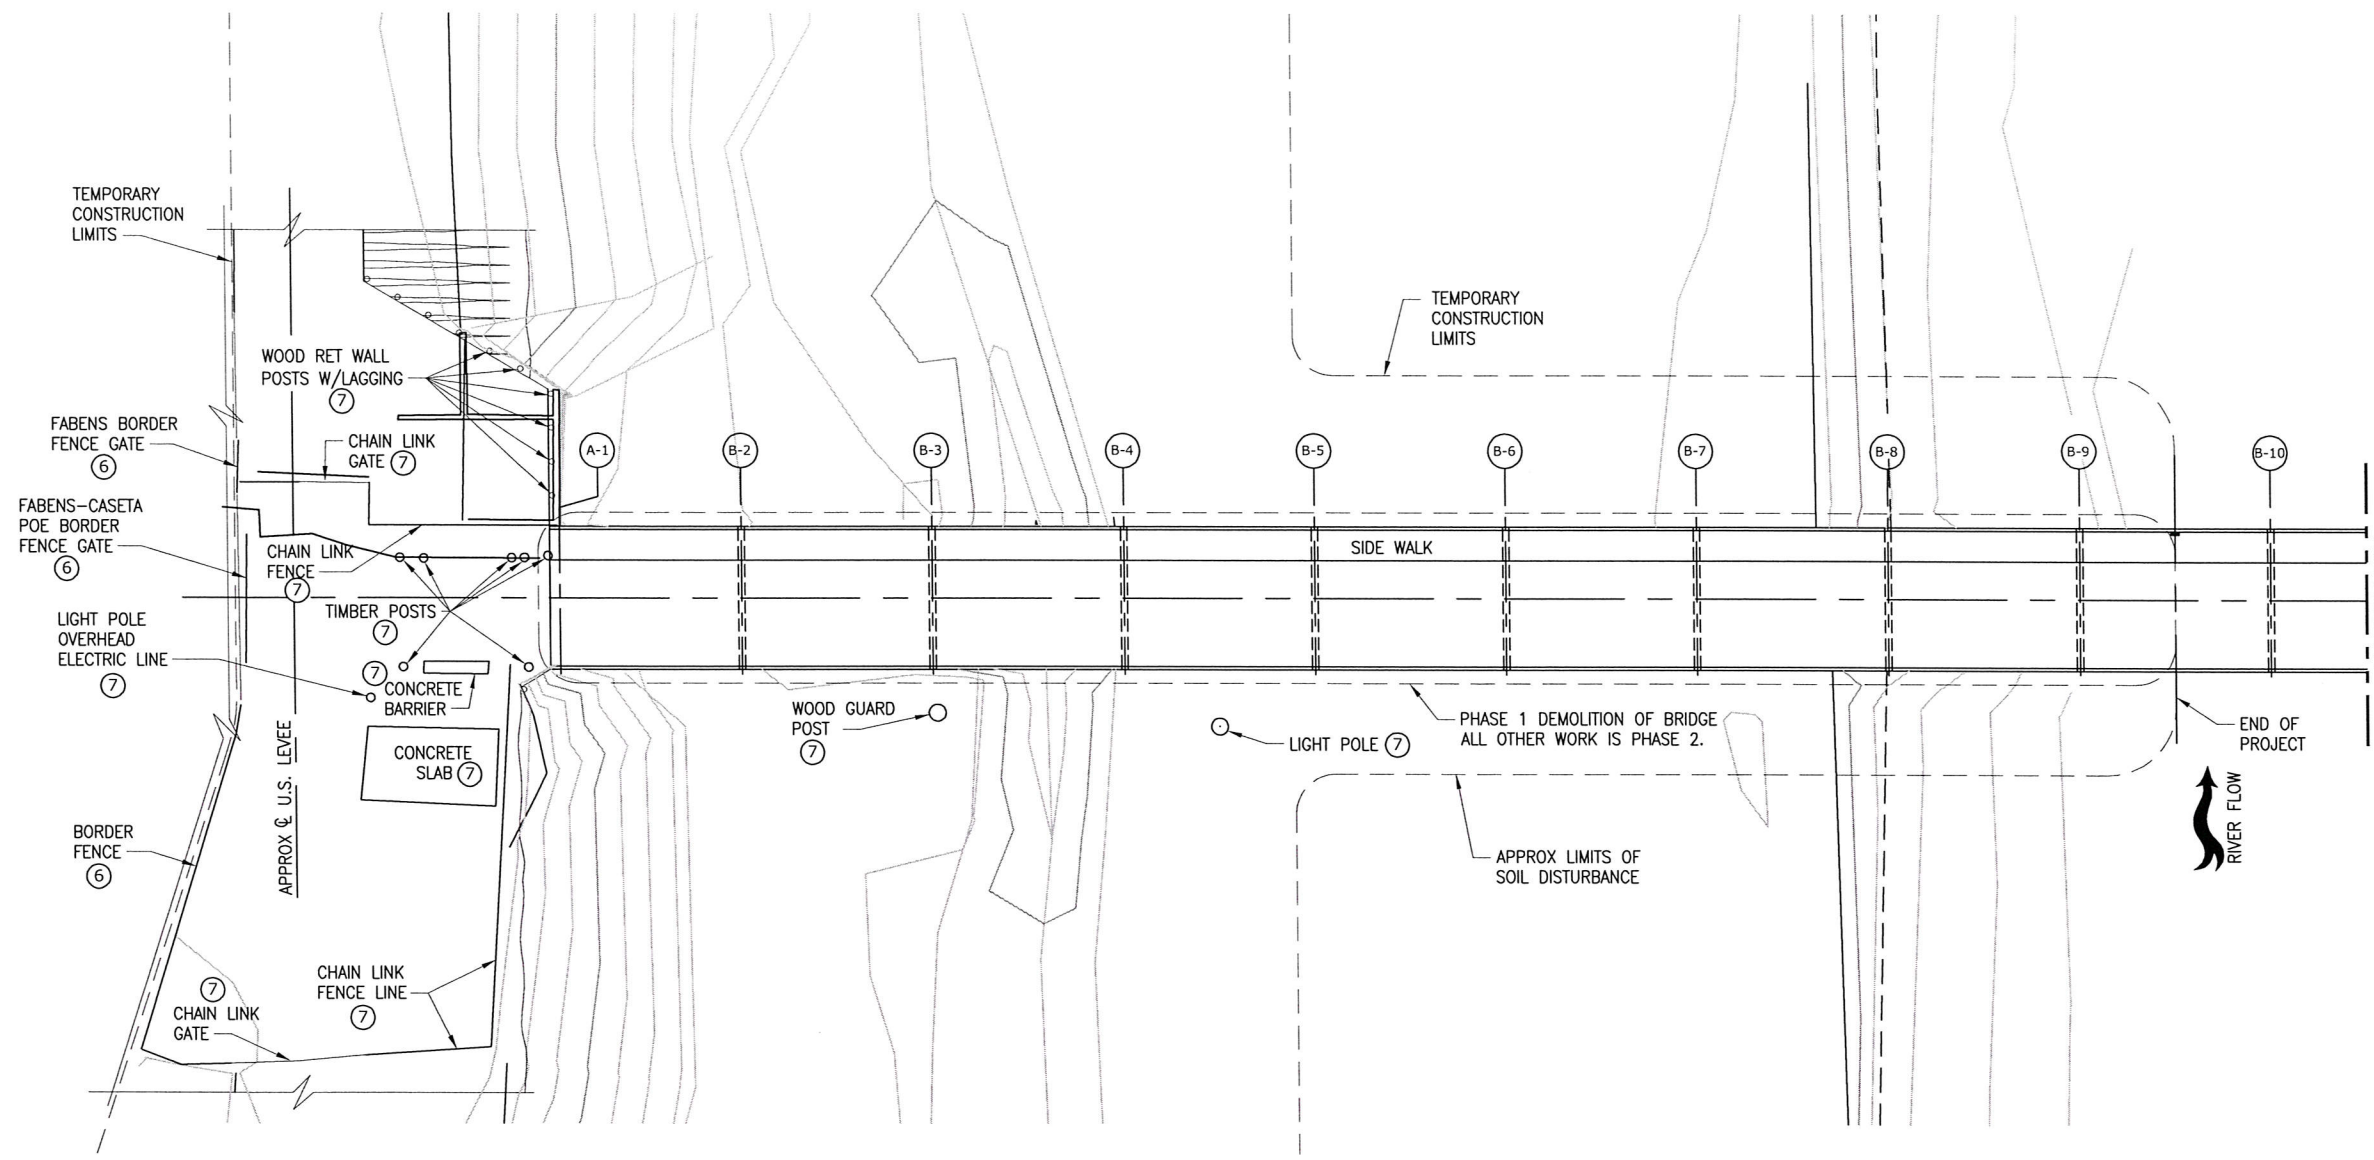 TEMPORARY
CONSTRUCTION
LIMITS
WOOD RET WALL
POSTS W/LAGGING
7
FABENS BORDER
FENCE GATE
6
CHAIN LINK
GATE 7
FABENS-CASETA
POE BORDER
FENCE GATE
6
CHAIN LINK
FENCE
7
TIMBER POSTS
7
LIGHT POLE
OVERHEAD
ELECTRIC LINE
7
7
CONCRETE
BARRIER
CONCRETE
SLAB 7
APPROX ℄ U.S. LEVEE
BORDER
FENCE
6
CHAIN LINK
FENCE LINE
7
7
CHAIN LINK
GATE
TEMPORARY
CONSTRUCTION
LIMITS
A-1
B-2
B-3
B-4
B-5
B-6
B-7
B-8
B-9
B-10
SIDE WALK
WOOD GUARD
POST
7
LIGHT POLE 7
PHASE 1 DEMOLITION OF BRIDGE
ALL OTHER WORK IS PHASE 2.
END OF
PROJECT
APPROX LIMITS OF
SOIL DISTURBANCE
RIVER FLOW